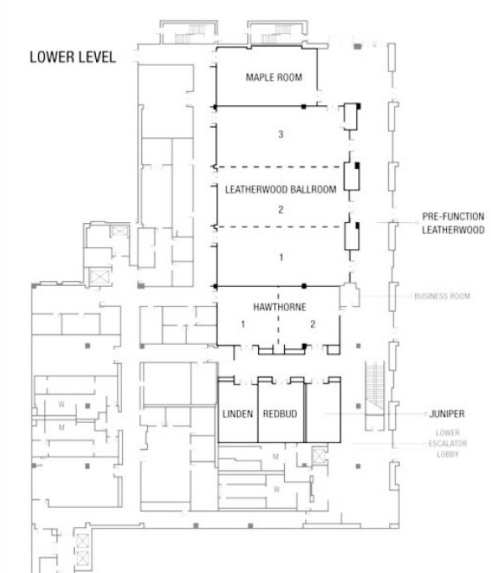 LOWER LEVEL
MAPLE ROOM
3
LEATHERWOOD BALLROOM
2
PRE-FUNCTION
LEATHERWOOD
1
BUSINESS ROOM
HAWTHORNE
1
2
W
LINDEN
REDBUD
JUNIPER
M
LOWER
ESCALATOR
LOBBY
M
W